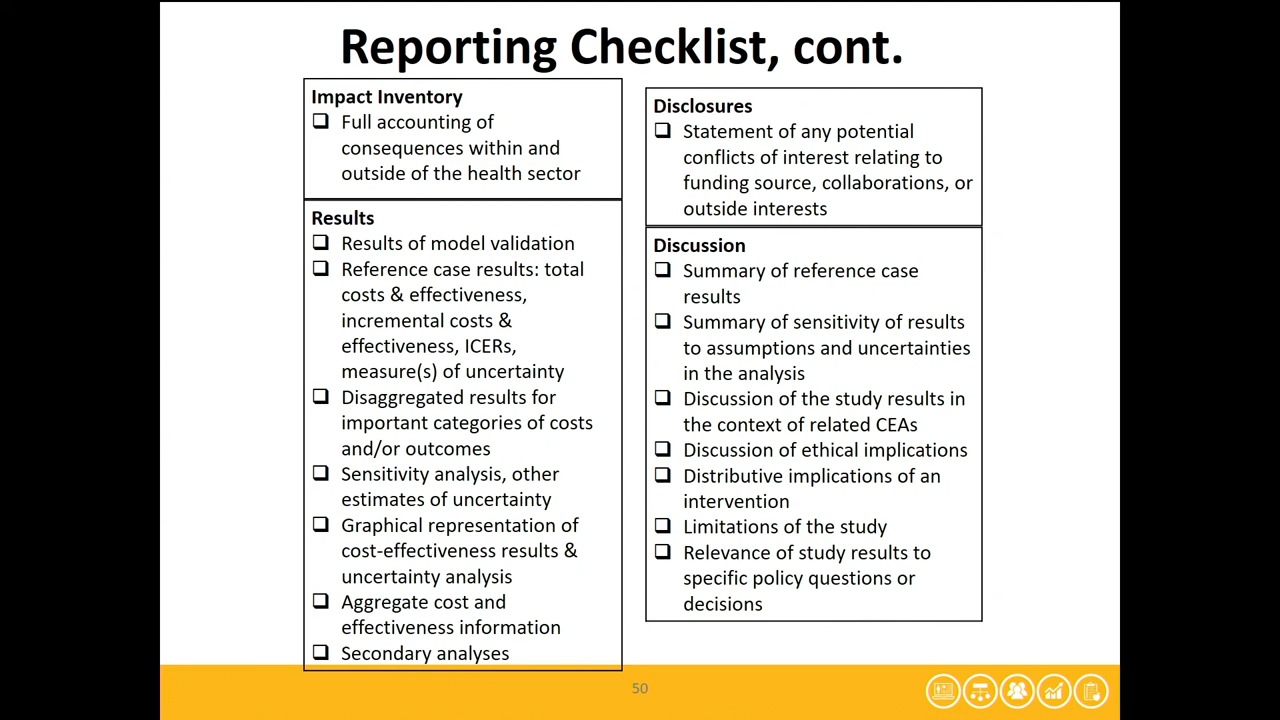 Reporting Checklist, cont.
Impact Inventory
Full accounting of
consequences within and
outside of the health sector
Results
Results of model validation
Reference case results: total
costs & effectiveness,
incremental costs &
effectiveness, ICERs,
measure(s) of uncertainty
Disaggregated results for
important categories of costs
and/or outcomes
Sensitivity analysis, other
estimates of uncertainty
Graphical representation of
cost-effectiveness results &
uncertainty analysis
Aggregate cost and
effectiveness information
Secondary analyses
Disclosures
Statement of any potential
conflicts of interest relating to
funding source, collaborations, or
outside interests
Discussion
Summary of reference case
results
Summary of sensitivity of results
to assumptions and uncertainties
in the analysis
Discussion of the study results in
the context of related CEAs
Discussion of ethical implications
Distributive implications of an
intervention
Limitations of the study
Relevance of study results to
specific policy questions or
decisions
50